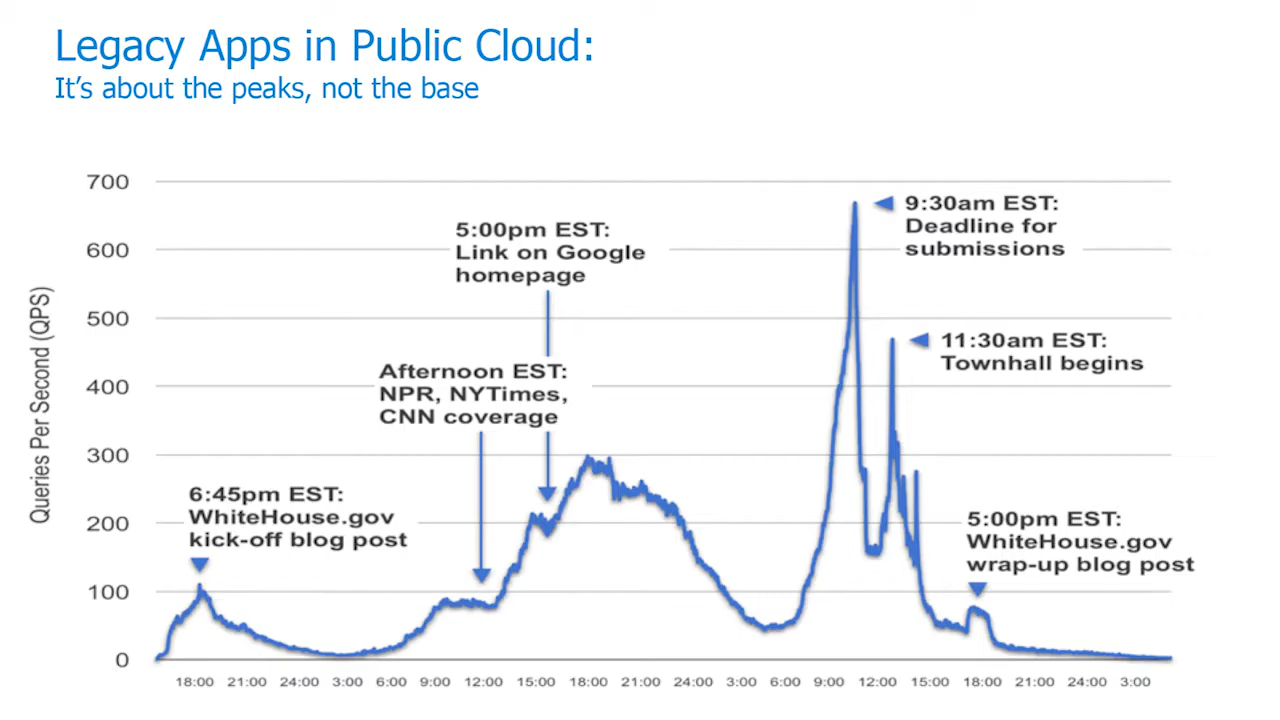 Legacy Apps in Public Cloud:
It's about the peaks, not the base
Queries Per Second (QPS)
700
600
500
400
300
200
100
0
6:45pm EST:
WhiteHouse.gov
kick-off blog post
Afternoon EST:
NPR, NYTimes,
CNN coverage
5:00pm EST:
Link on Google
homepage
9:30am EST:
Deadline for
submissions
11:30am EST:
Townhall begins
5:00pm EST:
WhiteHouse.gov
wrap-up blog post
18:00 21:00 24:00 3:00 6:00 9:00 12:00 15:00 18:00 21:00 24:00 3:00 6:00 9:00 12:00 15:00 18:00 21:00 24:00 3:00